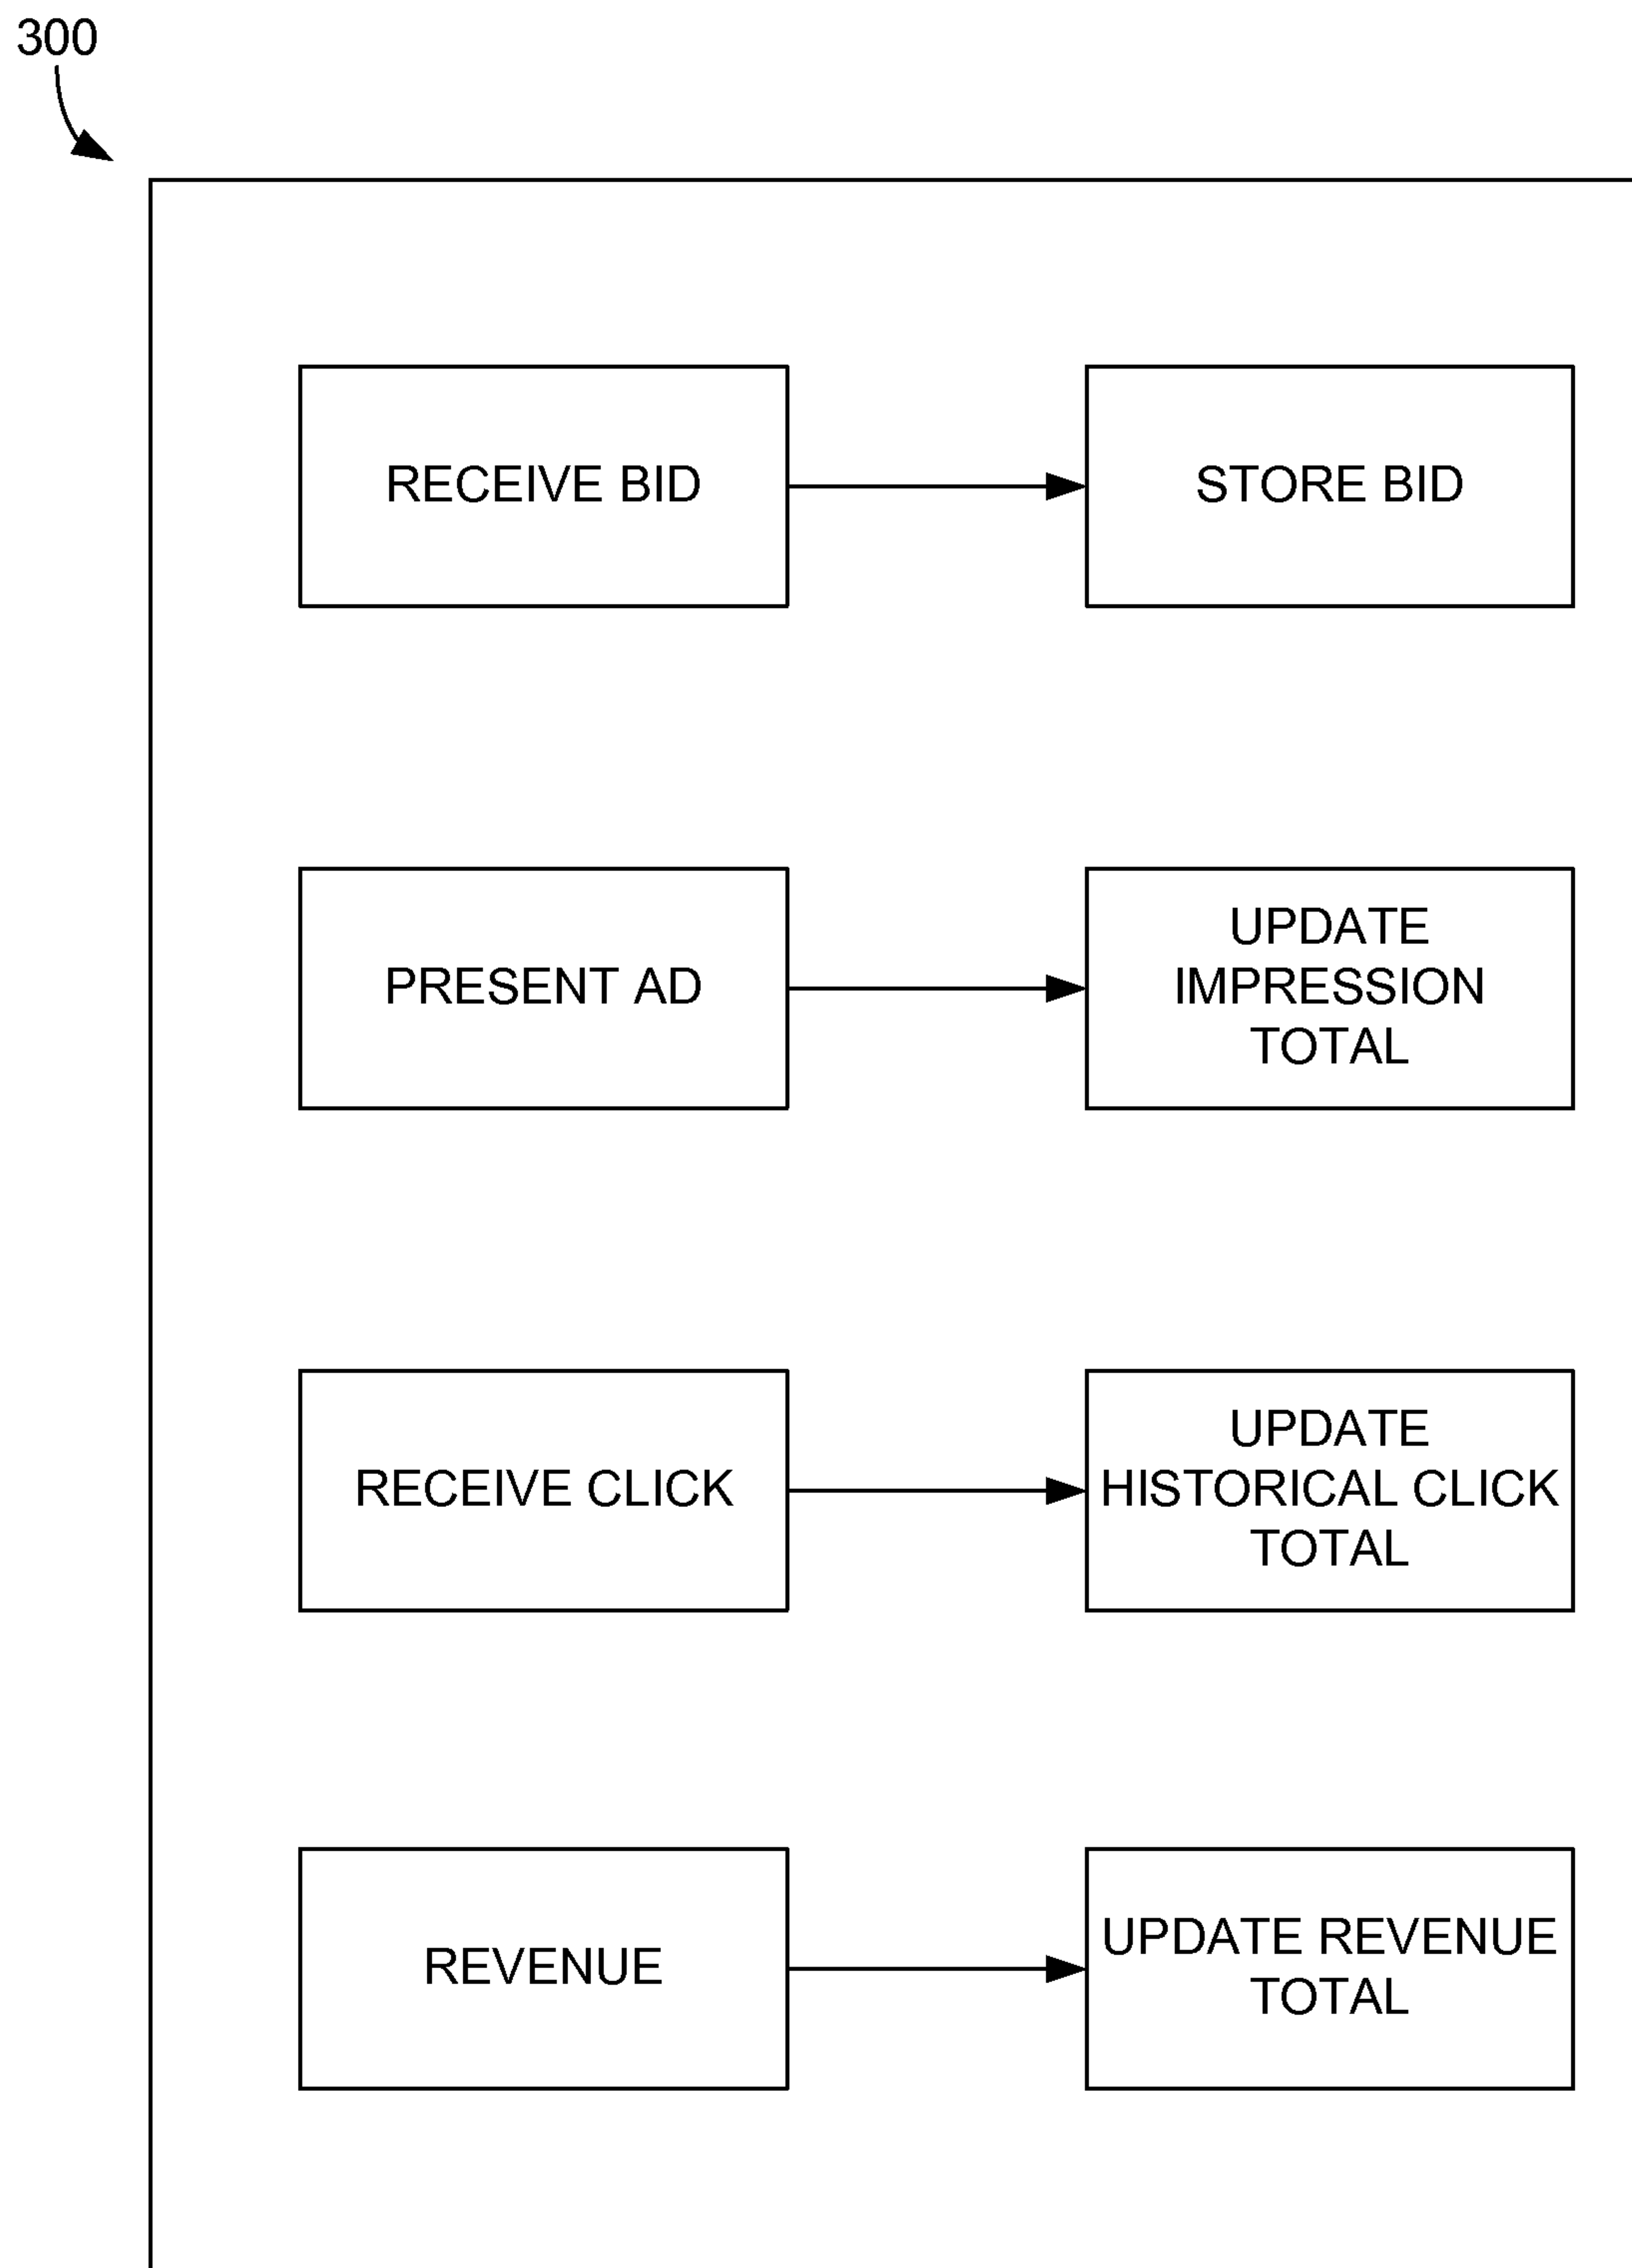 300
RECEIVE BID
STORE BID
PRESENT AD
UPDATE
IMPRESSION
TOTAL
RECEIVE CLICK
UPDATE
HISTORICAL CLICK
TOTAL
REVENUE
UPDATE REVENUE
TOTAL